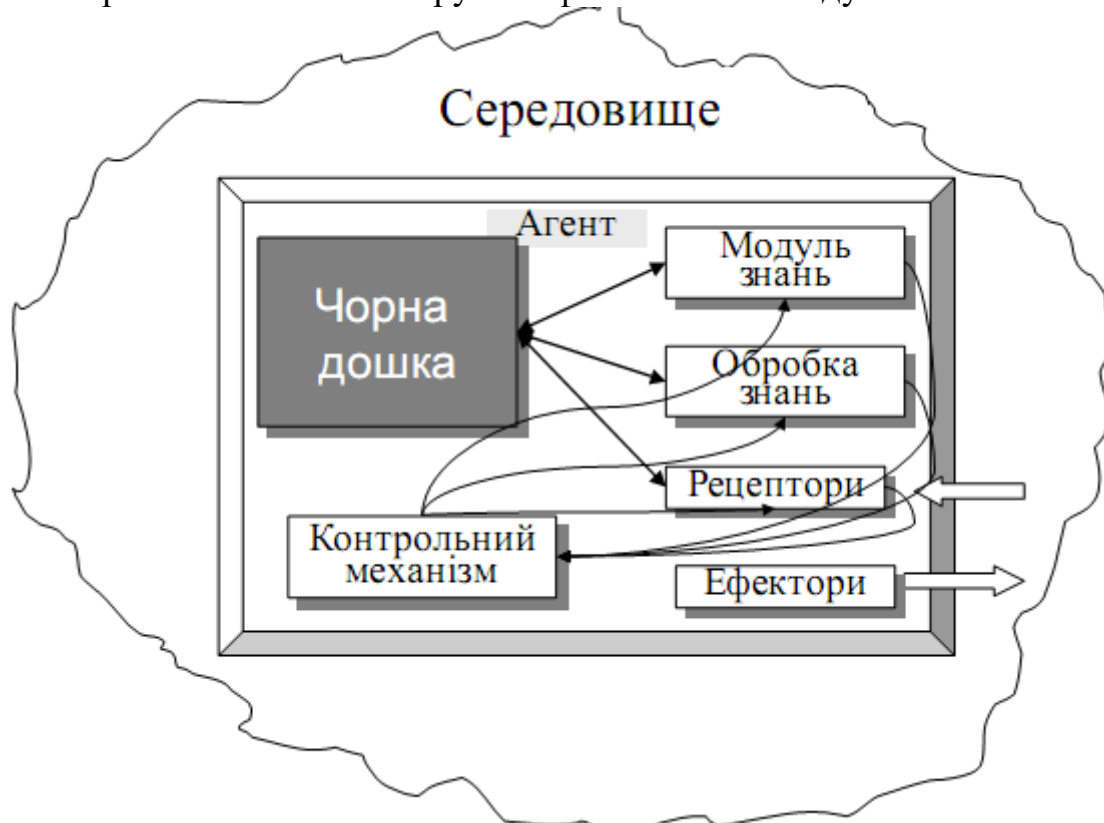 Середовище
Агент
Чорна
дошка
Модуль
знань
Обробка
знань
Рецептори
Контрольний
механізм
Ефектори